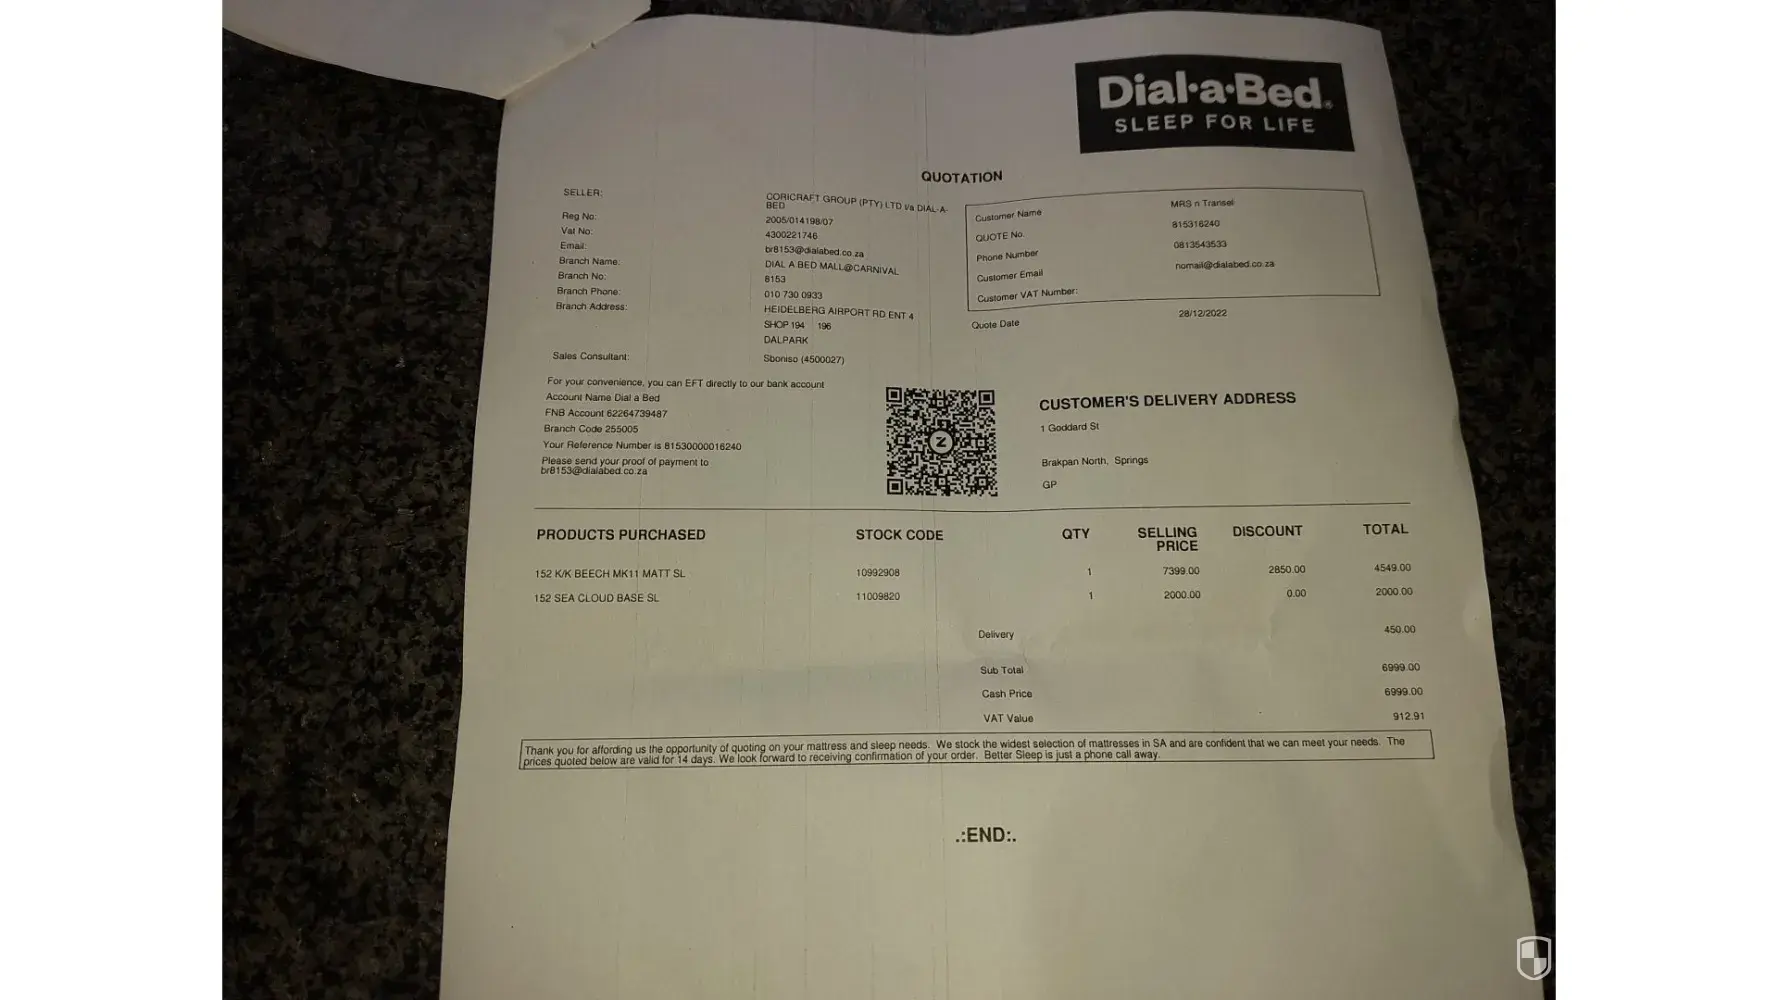 Dial·a·Bed®
SLEEP FOR LIFE
QUOTATION
SELLER: CORICRAFT GROUP (PTY) LTD t/a DIAL-A-
BED
Reg No: 2005/014198/07
Vat No: 4300221746
Email: br8153@dialabed.co.za
Branch Name: DIAL A BED MALL@CARNIVAL
Branch No: 8153
Branch Phone: 010 730 0933
Branch Address: HEIDELBERG AIRPORT RD ENT 4
SHOP 194 196
DALPARK
Sales Consultant: Sboniso (4500027)
Customer Name MRS n Transel
QUOTE No. 815316240
Phone Number 0813543533
Customer Email nomail@dialabed.co.za
Customer VAT Number:
Quote Date 28/12/2022
For your convenience, you can EFT directly to our bank account
Account Name Dial a Bed
FNB Account 62264739487
Branch Code 255005
Your Reference Number is 81530000016240
Please send your proof of payment to
br8153@dialabed.co.za
Z
CUSTOMER'S DELIVERY ADDRESS
1 Goddard St
Brakpan North, Springs
GP
PRODUCTS PURCHASED STOCK CODE QTY SELLING PRICE DISCOUNT TOTAL
152 K/K BEECH MK11 MATT SL 10992908 1 7399.00 2850.00 4549.00
152 SEA CLOUD BASE SL 11009820 1 2000.00 0.00 2000.00
Delivery 450.00
Sub Total 6999.00
Cash Price 6999.00
VAT Value 912.91
Thank you for affording us the opportunity of quoting on your mattress and sleep needs. We stock the widest selection of mattresses in SA and are confident that we can meet your needs. The
prices quoted below are valid for 14 days. We look forward to receiving confirmation of your order. Better Sleep is just a phone call away.
.:END:.